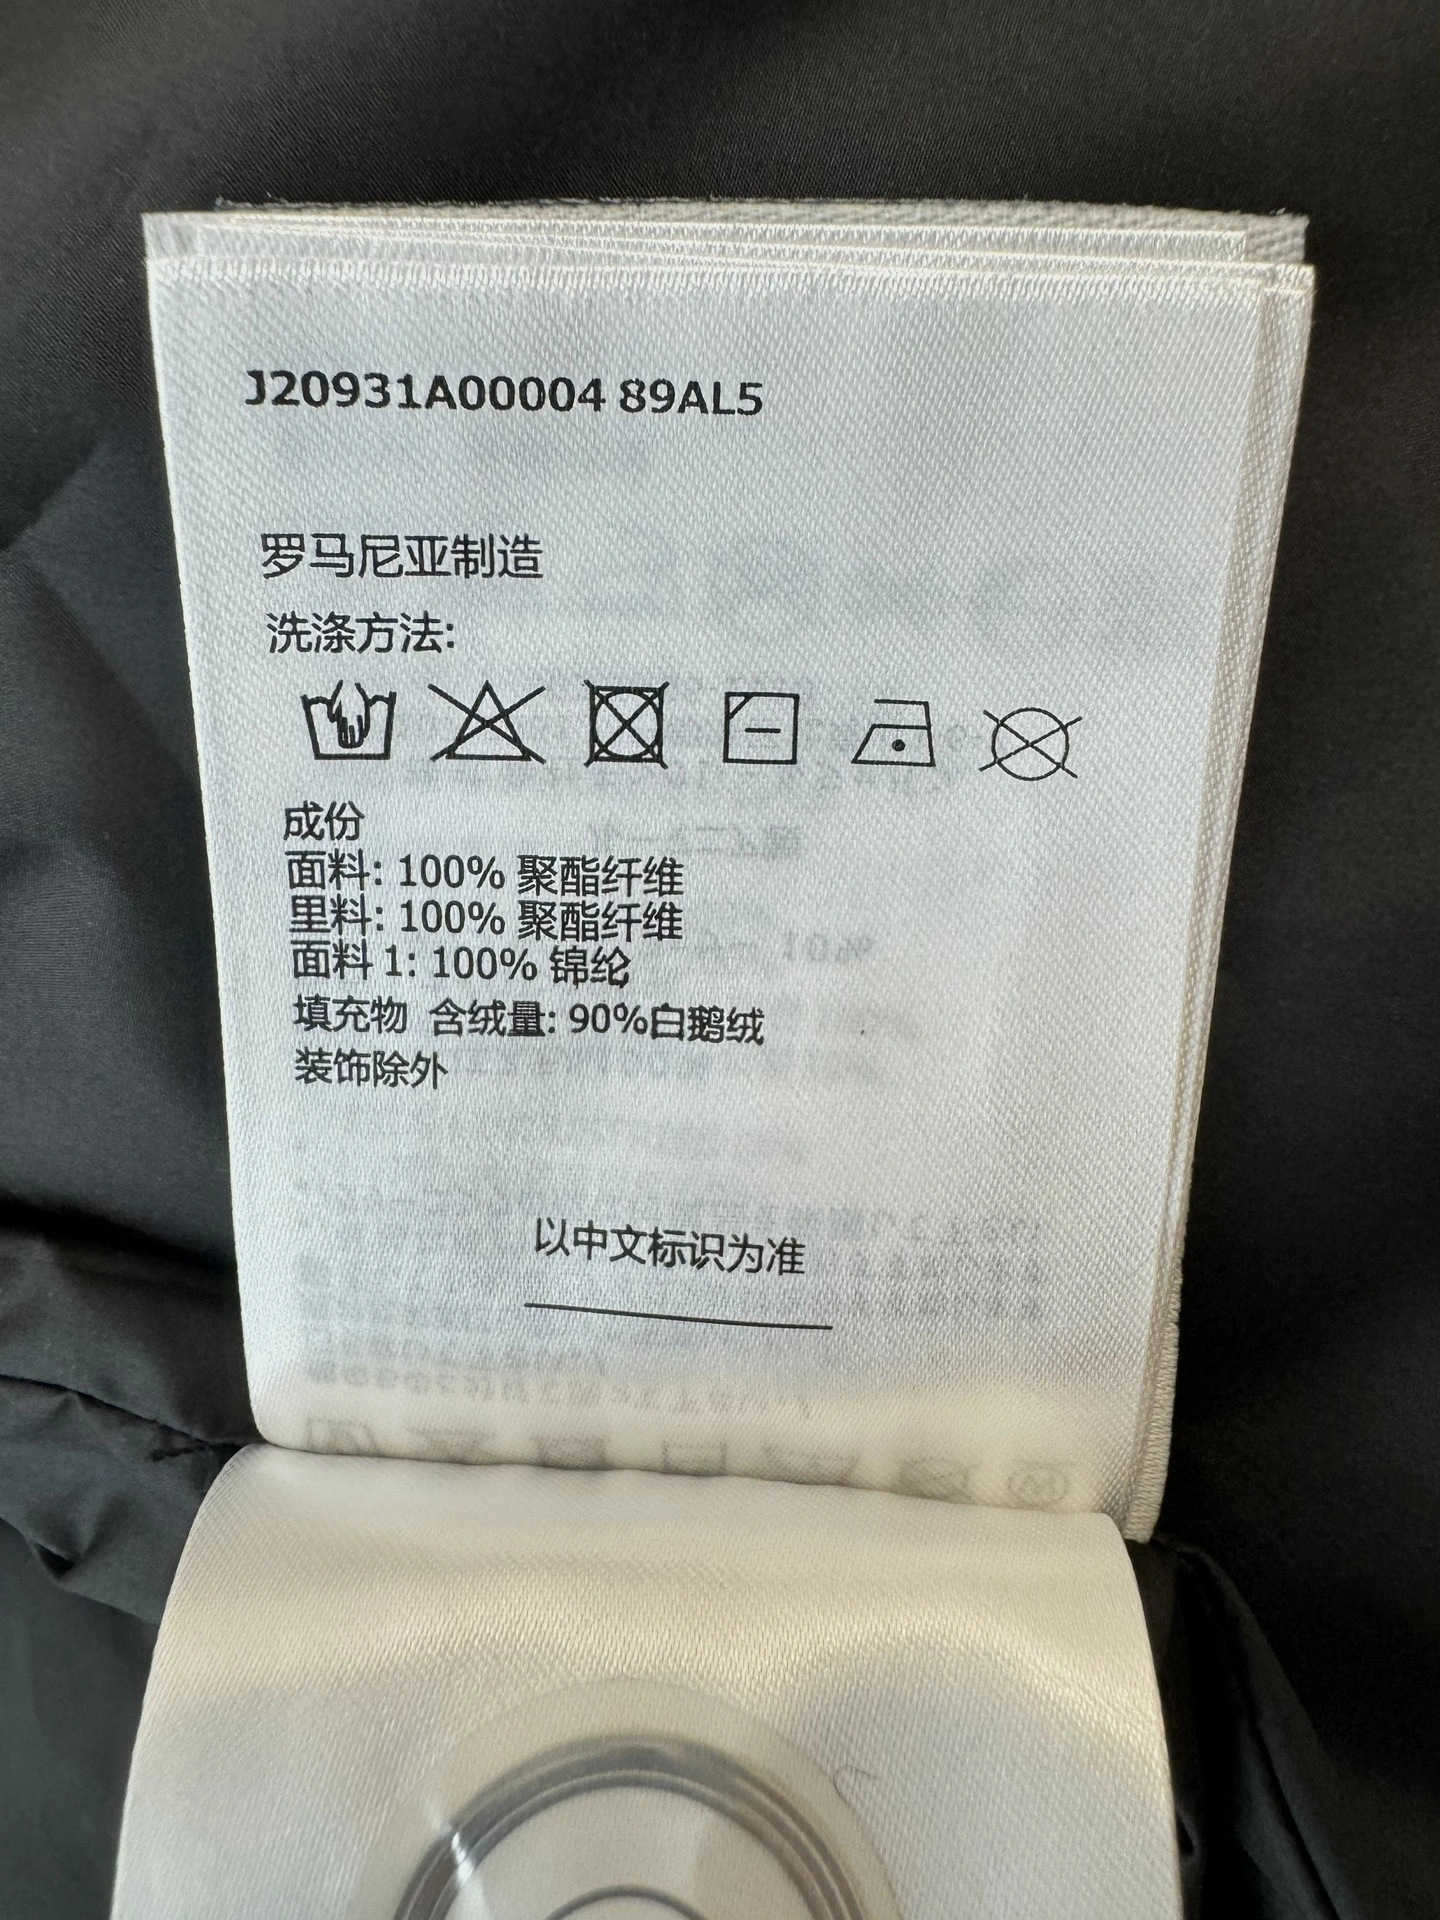 J20931A00004 89AL5
罗马尼亚制造
洗涤方法:
成份
面料: 100% 聚酯纤维
里料: 100% 聚酯纤维
面料 1: 100% 锦纶
填充物 含绒量: 90%白鹅绒
装饰除外
以中文标识为准